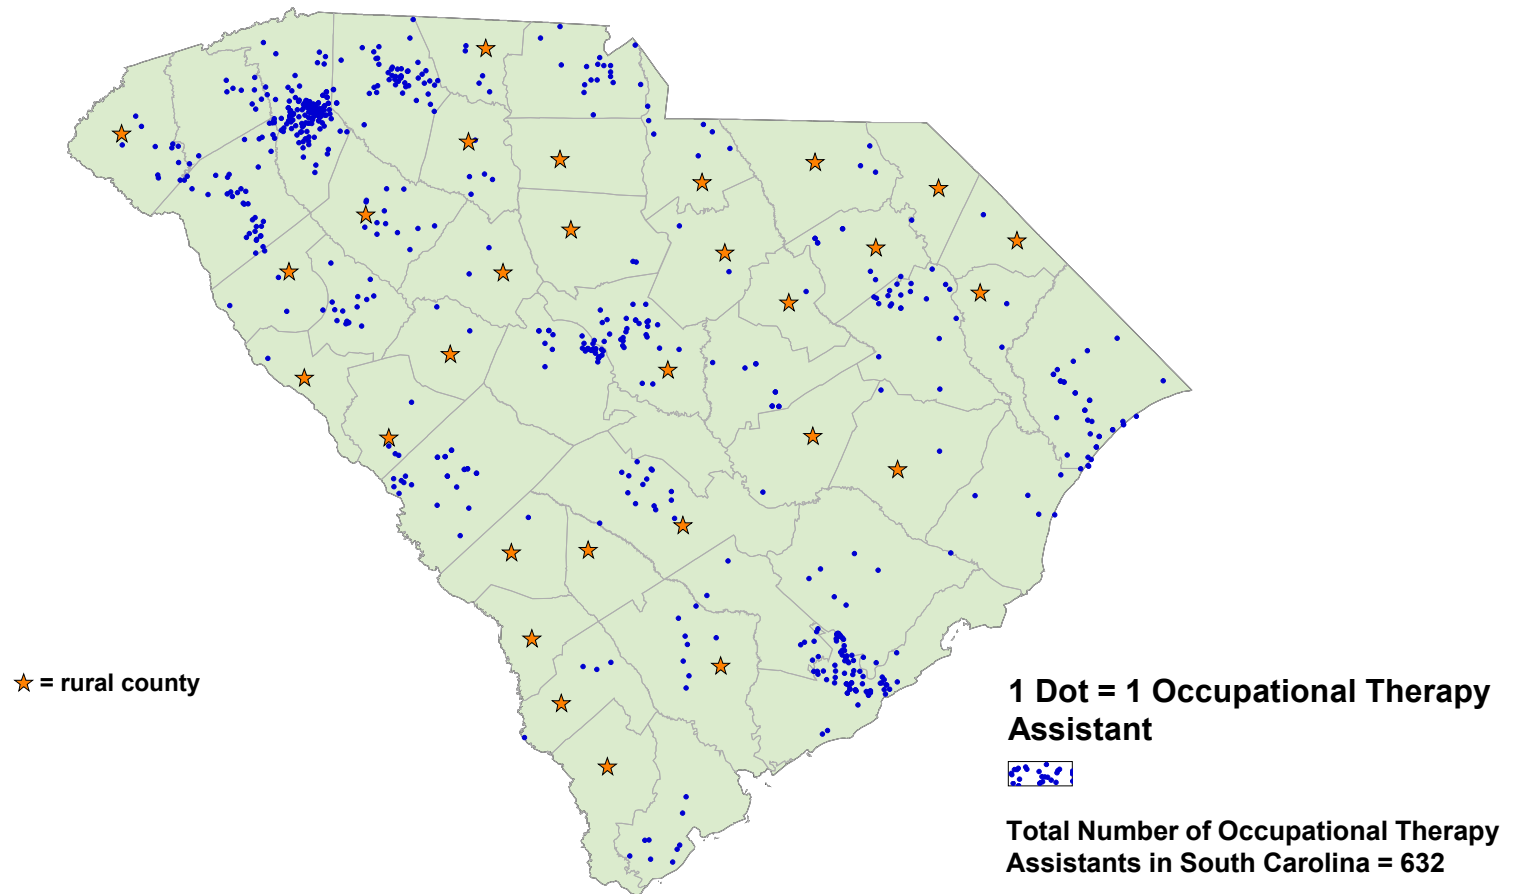 = rural county
1 Dot = 1 Occupational Therapy
Assistant
Total Number of Occupational Therapy
Assistants in South Carolina = 632